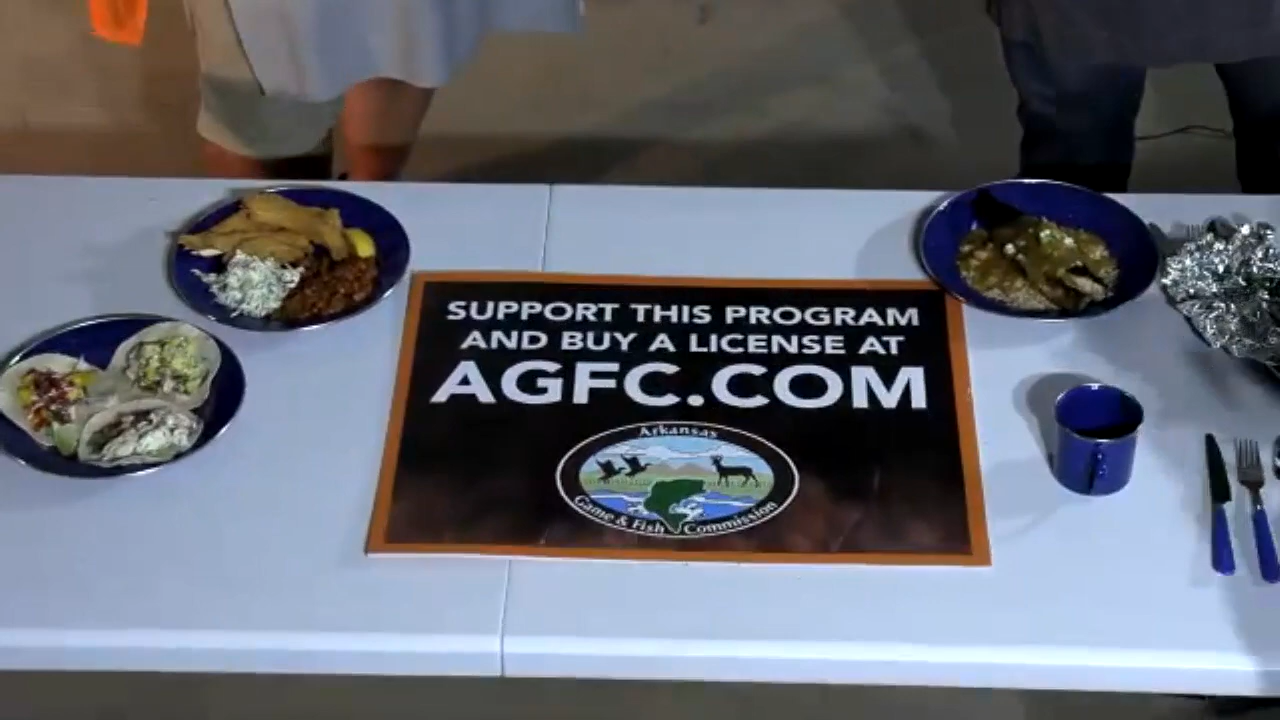 SUPPORT THIS PROGRAM
AND BUY A LICENSE AT
AGFC.COM
Arkansas
Game & Fish Commission